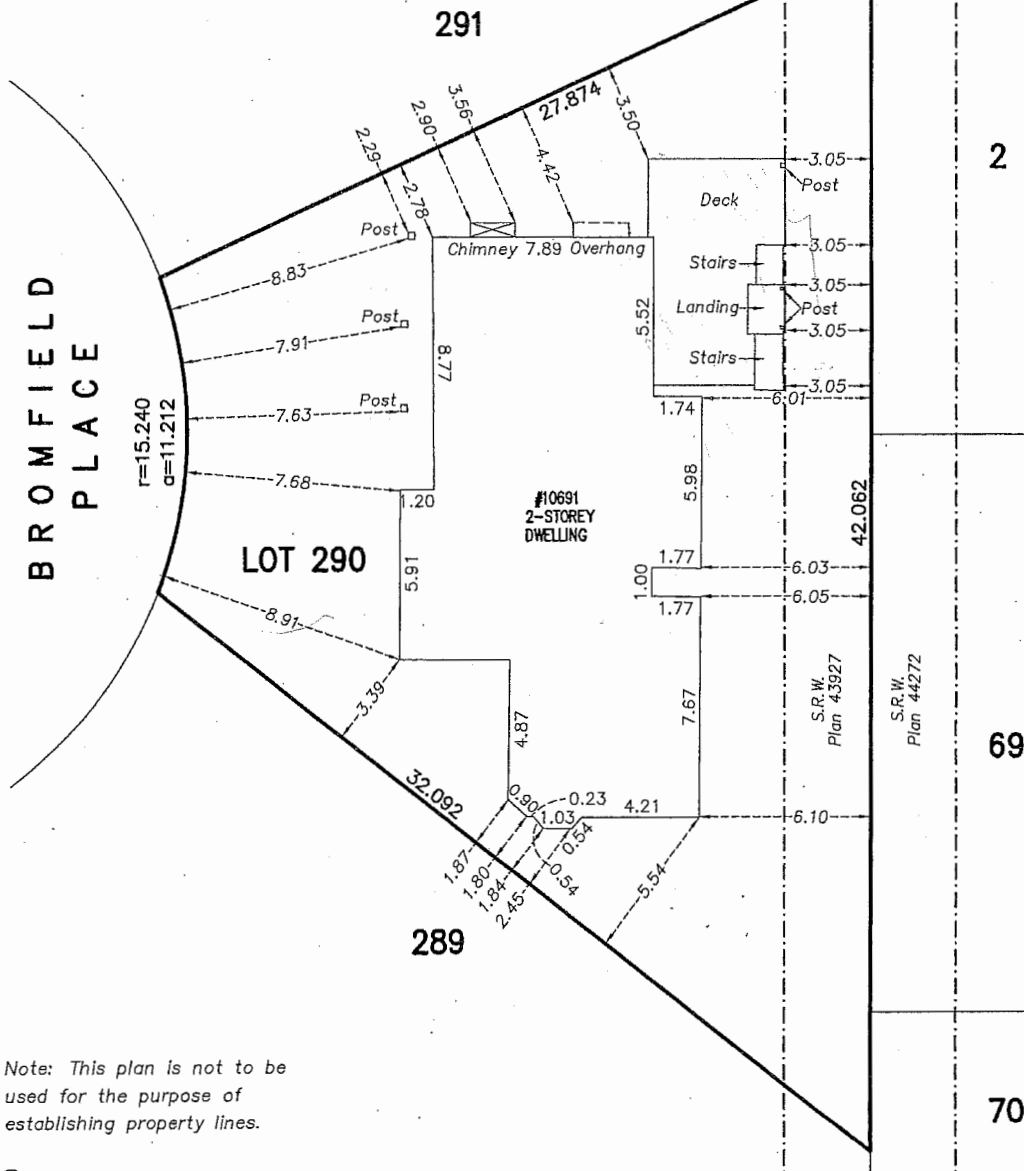 291
2
27.874
3.50
3.56
2.90
4.42
2.29
2.78
3.05
Post
Deck
Post
Chimney 7.89 Overhang
8.83
Stairs
3.05
3.05
Landing
Post
3.05
5.52
Post
7.91
8.77
Stairs
3.05
6.01
1.74
BROMFIELD
PLACE
r=15.240
a=11.212
Post
7.63
7.68
1.20
#10691
2-STOREY
DWELLING
5.98
42.062
LOT 290
5.91
1.77
6.03
1.00
1.77
6.05
8.91
3.39
S.R.W.
Plan 43927
S.R.W.
Plan 44272
4.87
7.67
69
32.092
0.90
0.23
1.03
4.21
6.10
0.54
0.54
1.87
1.80
1.84
2.45
5.54
289
Note: This plan is not to be
used for the purpose of
establishing property lines.
70